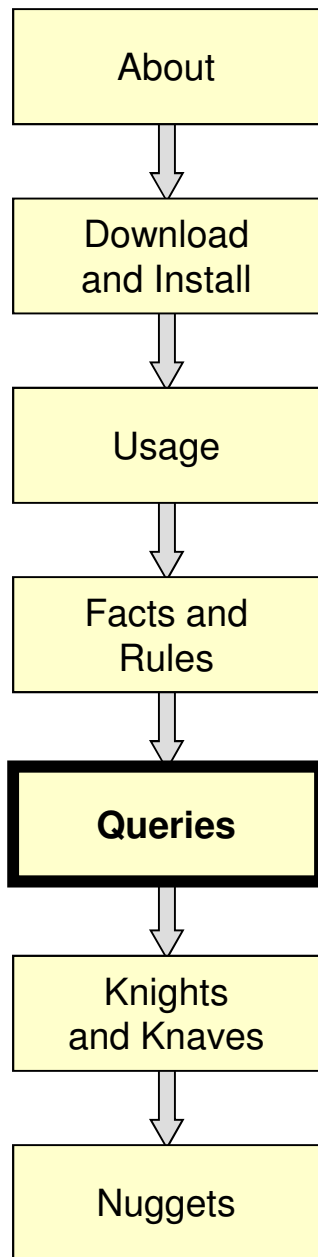 About
Download
and Install
Usage
Facts and
Rules
Queries
Knights
and Knaves
Nuggets